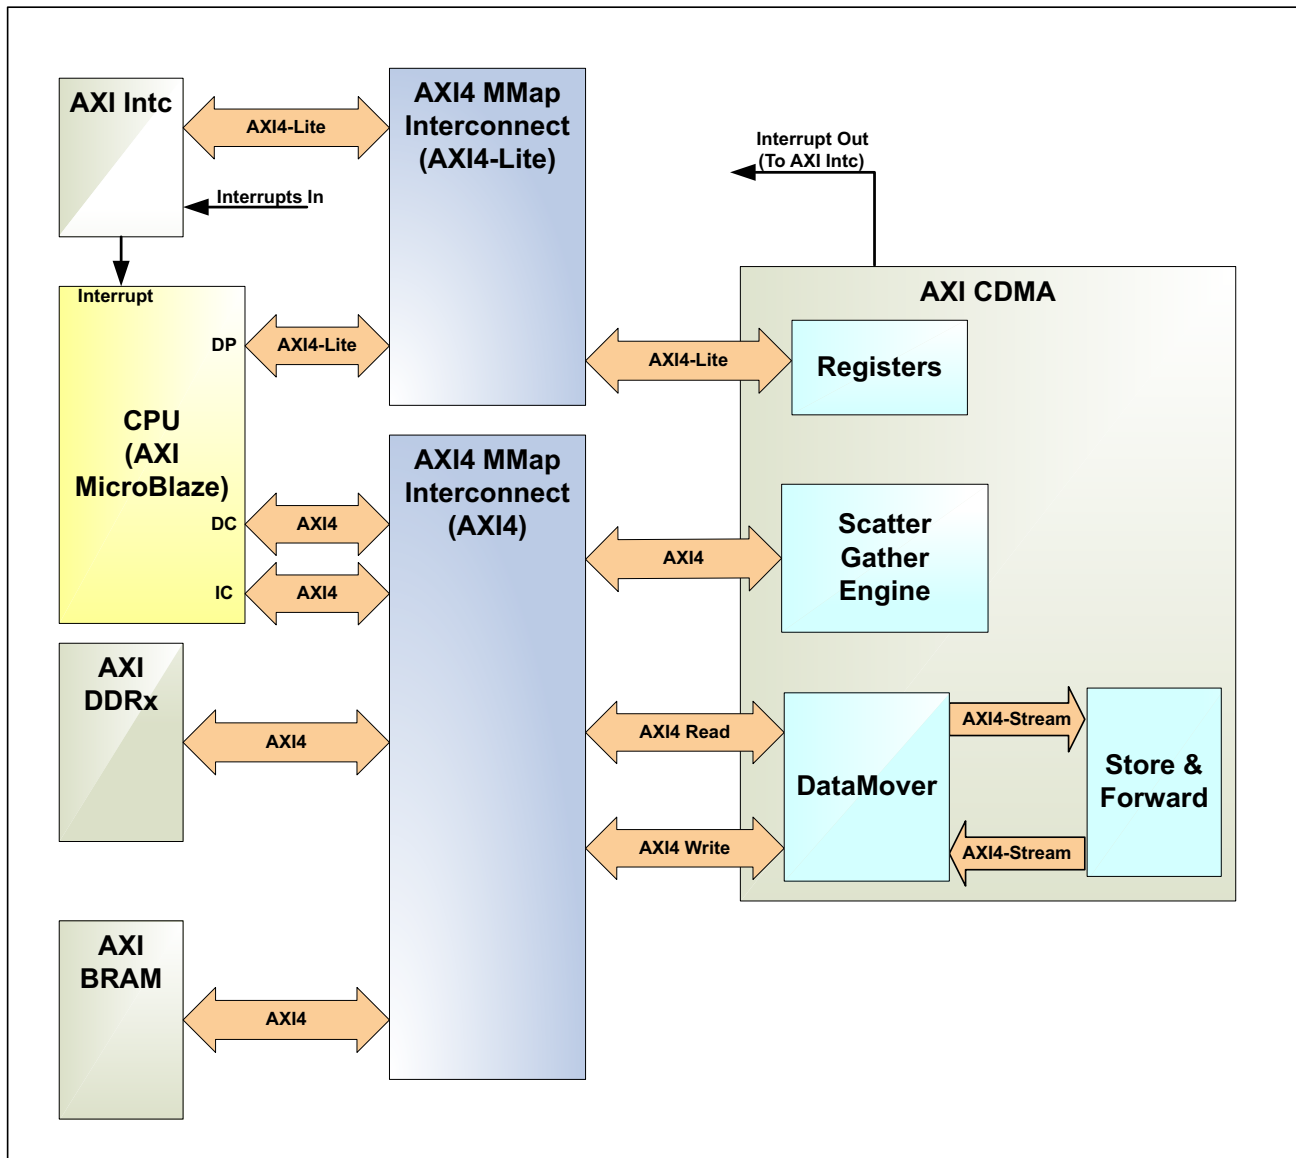 AXI Intc
AXI4-Lite
AXI4 MMap
Interconnect
(AXI4-Lite)
Interrupts In
Interrupt Out
(To AXI Intc)
Interrupt
DP
AXI4-Lite
CPU
(AXI
MicroBlaze)
DC
AXI4
IC
AXI4
AXI4-Lite
AXI CDMA
Registers
AXI4 MMap
Interconnect
(AXI4)
AXI4
Scatter
Gather
Engine
AXI
DDRx
AXI4
AXI4 Read
AXI4 Write
DataMover
AXI4-Stream
AXI4-Stream
Store &
Forward
AXI
BRAM
AXI4